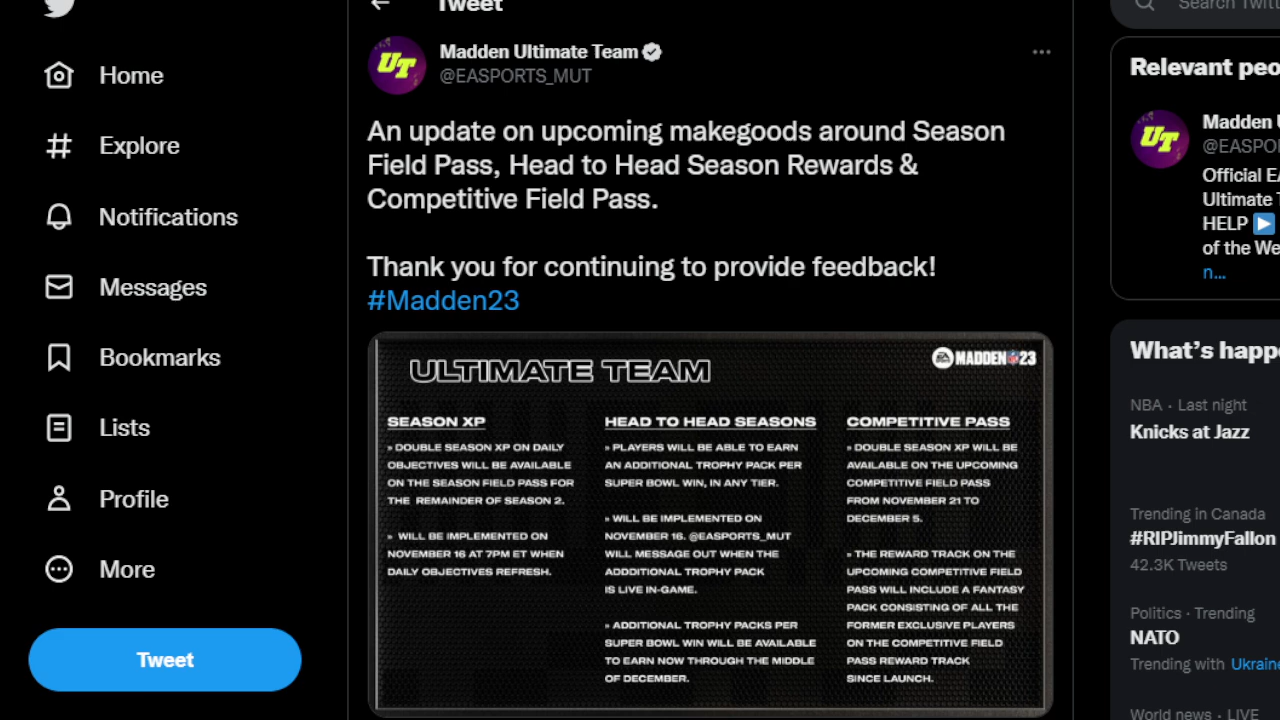 Tweet
Search Twitt
Home
Explore
Notifications
Messages
Bookmarks
Lists
Profile
More
Tweet
UT
Madden Ultimate Team
@EASPORTS_MUT
An update on upcoming makegoods around Season
Field Pass, Head to Head Season Rewards &
Competitive Field Pass.
Thank you for continuing to provide feedback!
#Madden23
ULTIMATE TEAM
EA MADDEN NFL 23
SEASON XP
» DOUBLE SEASON XP ON DAILY
OBJECTIVES WILL BE AVAILABLE
ON THE SEASON FIELD PASS FOR
THE REMAINDER OF SEASON 2.
» WILL BE IMPLEMENTED ON
NOVEMBER 16 AT 7PM ET WHEN
DAILY OBJECTIVES REFRESH.
HEAD TO HEAD SEASONS
» PLAYERS WILL BE ABLE TO EARN
AN ADDITIONAL TROPHY PACK PER
SUPER BOWL WIN, IN ANY TIER.
» WILL BE IMPLEMENTED ON
NOVEMBER 16. @EASPORTS_MUT
WILL MESSAGE OUT WHEN THE
ADDDITIONAL TROPHY PACK
IS LIVE IN-GAME.
» ADDITIONAL TROPHY PACKS PER
SUPER BOWL WIN WILL BE AVAILABLE
TO EARN NOW THROUGH THE MIDDLE
OF DECEMBER.
COMPETITIVE PASS
» DOUBLE SEASON XP WILL BE
AVAILABLE ON THE UPCOMING
COMPETITIVE FIELD PASS
FROM NOVEMBER 21 TO
DECEMBER 5.
» THE REWARD TRACK ON THE
UPCOMING COMPETITIVE FIELD
PASS WILL INCLUDE A FANTASY
PACK CONSISTING OF ALL THE
FORMER EXCLUSIVE PLAYERS
ON THE COMPETITIVE FIELD
PASS REWARD TRACK
SINCE LAUNCH.
Relevant peo
UT
Madden U
@EASPO
Official EA
Ultimate T
HELP
of the We
n...
What's happe
NBA · Last night
Knicks at Jazz
Trending in Canada
#RIPJimmyFallon
42.3K Tweets
Politics · Trending
NATO
Trending with Ukraine
World news · LIVE